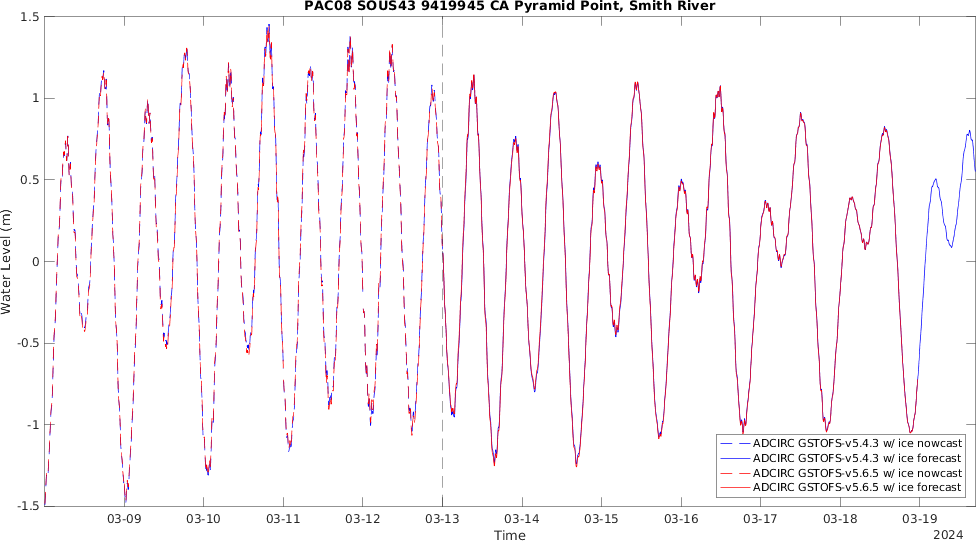 PAC08 SOUS43 9419945 CA Pyramid Point, Smith River
1.5
1
0.5
0
-0.5
-1
-1.5
Water Level (m)
03-09 03-10 03-11 03-12 03-13 03-14 03-15 03-16 03-17 03-18 03-19
2024
Time
ADCIRC GSTOFS-v5.4.3 w/ ice nowcast
ADCIRC GSTOFS-v5.4.3 w/ ice forecast
ADCIRC GSTOFS-v5.6.5 w/ ice nowcast
ADCIRC GSTOFS-v5.6.5 w/ ice forecast